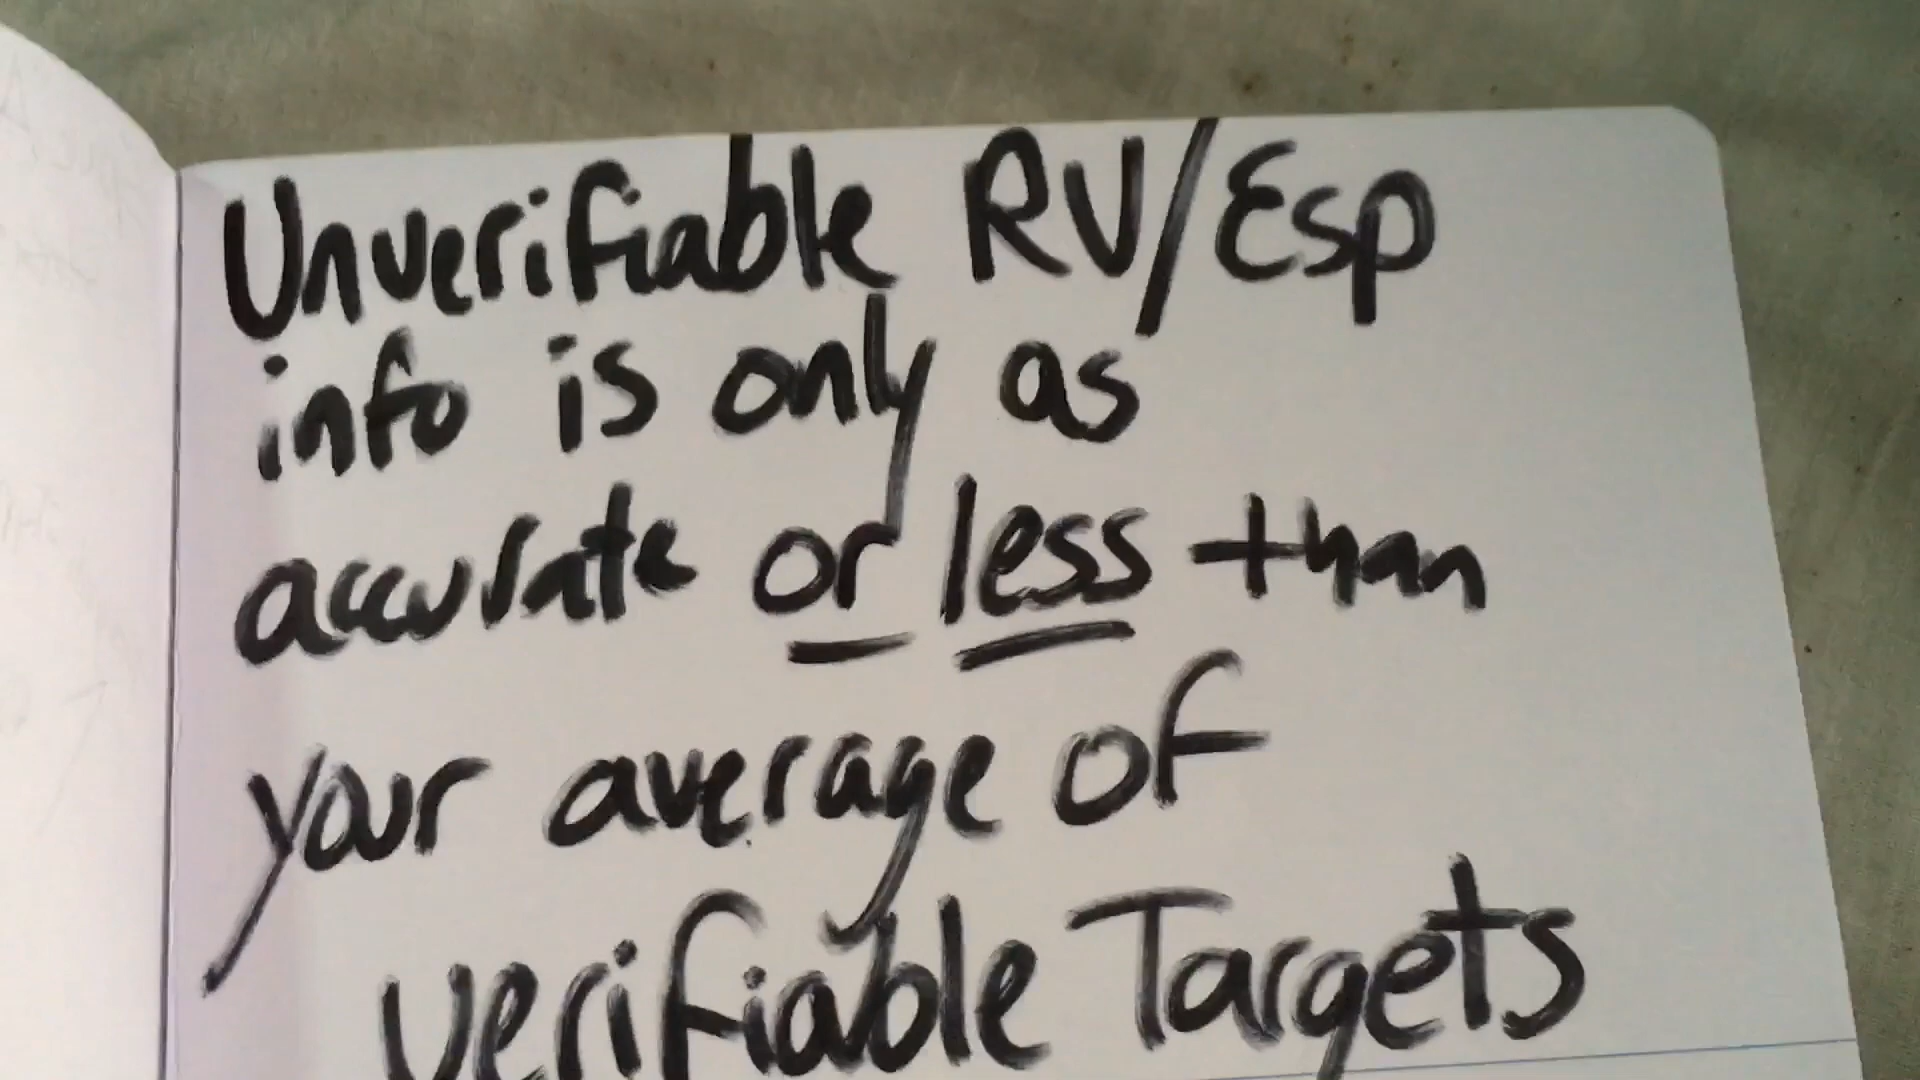 Unverifiable RV/Esp
info is only as
accurate or less than
your average of
verifiable Targets